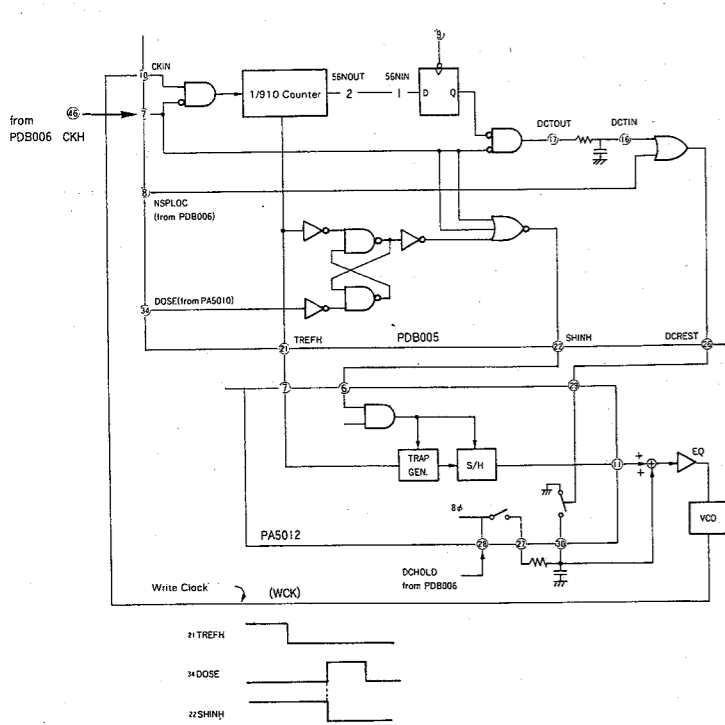 9
10 CKIN
1/910 Counter
56NOUT
2
56NIN
1
D Q
from
PDB006 CKH
46
7
DCTOUT
17
DCTIN
16
8
NSPLOC
(from PDB006)
34
DOSE(from PA5010)
21
TREFH
PDB005
22
SHINH
DCREST
26
7
6
29
TRAP
GEN.
S/H
11
+
+
EQ
VCO
8φ
PA5012
28
27
30
DCHOLD
from PDB006
Write Clock
(WCK)
21 TREFH
34 DOSE
22 SHINH